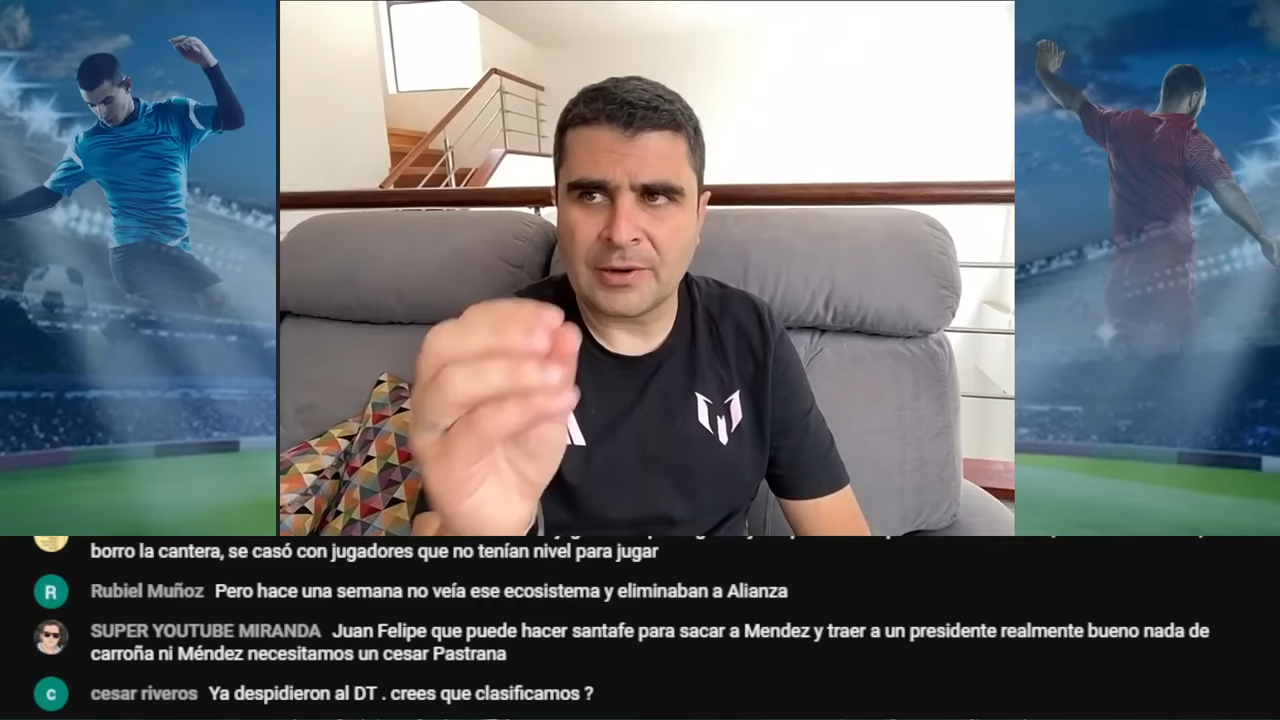 borro la cantera, se casó con jugadores que no tenían nivel para jugar
R Rubiel Muñoz Pero hace una semana no veía ese ecosistema y eliminaban a Alianza
SUPER YOUTUBE MIRANDA Juan Felipe que puede hacer santafe para sacar a Mendez y traer a un presidente realmente bueno nada de
carroña ni Méndez necesitamos un cesar Pastrana
c cesar riveros Ya despidieron al DT . crees que clasificamos ?